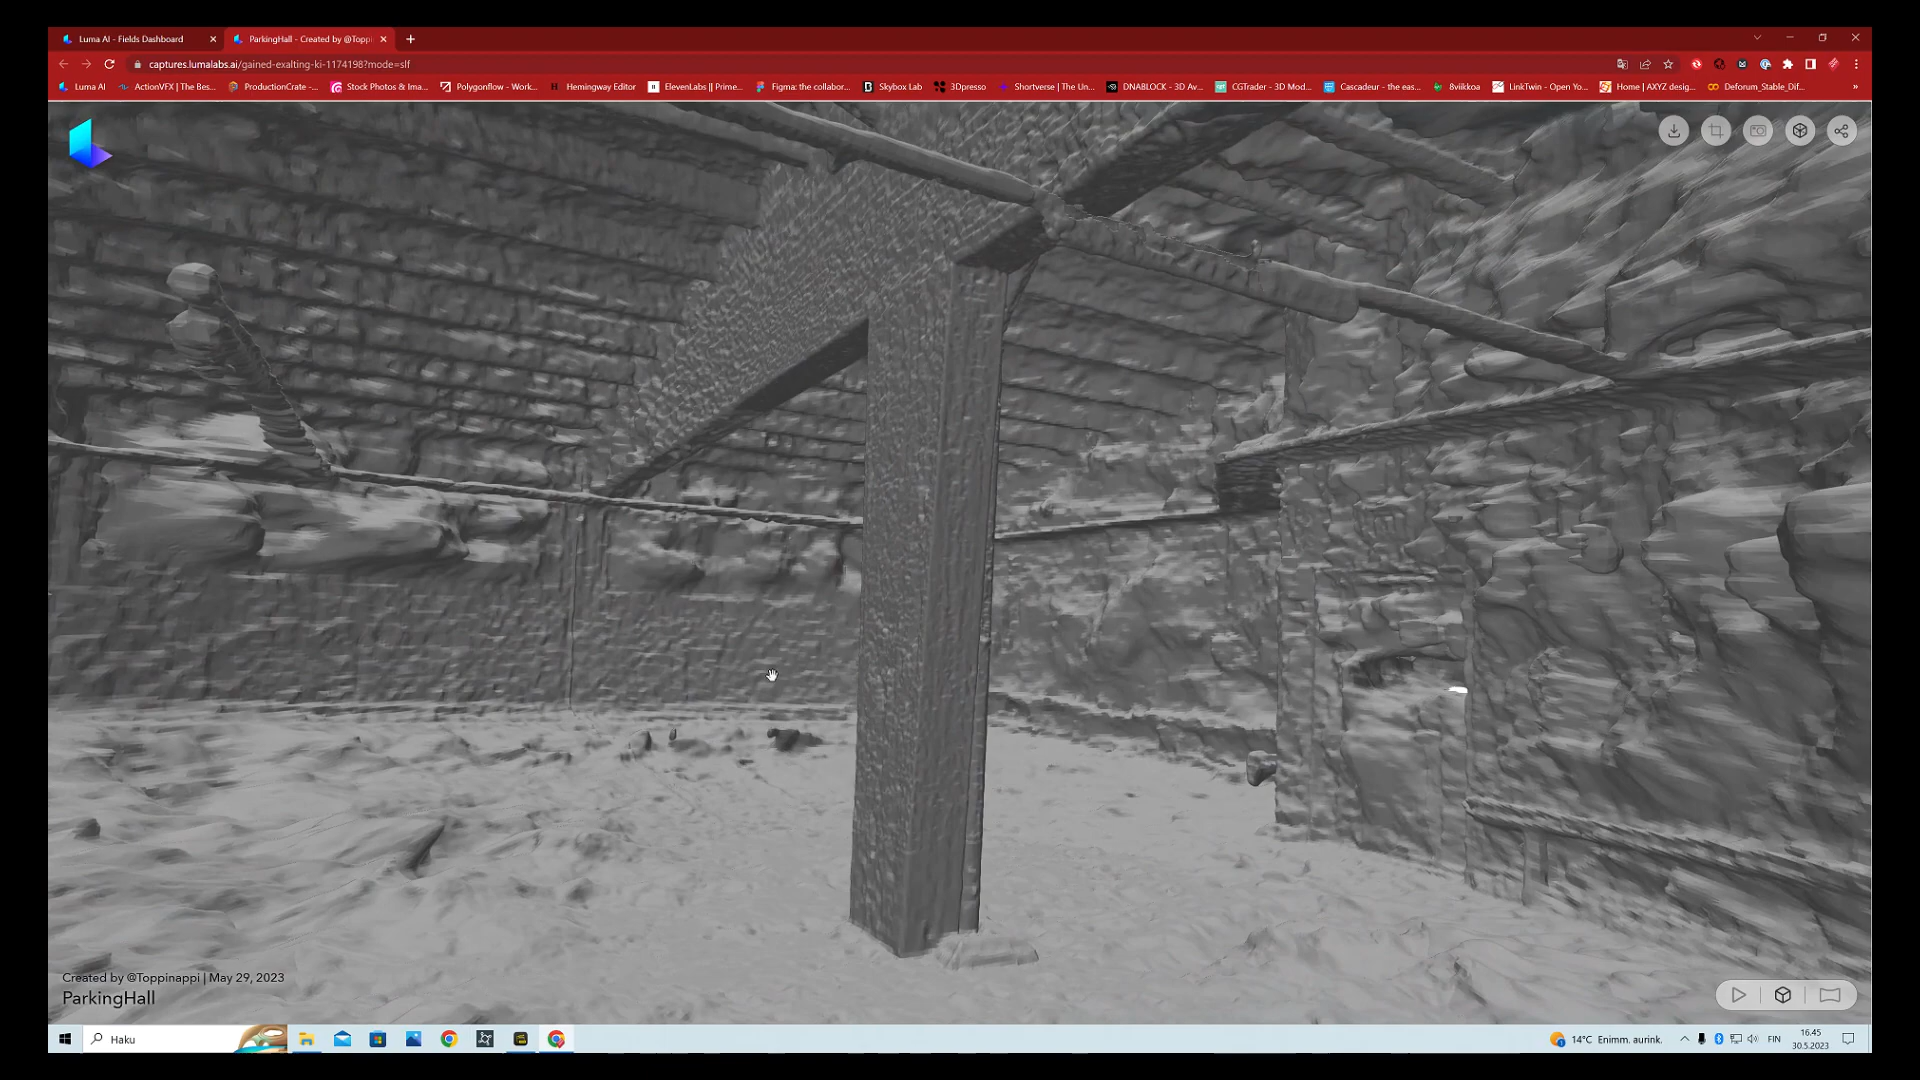 Luma AI - Fields Dashboard
ParkingHall - Created by @Toppi
captures.lumalabs.ai/gained-exalting-ki-1174198?mode=slf
Luma AI
ActionVFX | The Bes...
ProductionCrate -...
Stock Photos & Ima...
Polygonflow - Work...
H Hemingway Editor
ElevenLabs || Prime...
Figma: the collabor...
Skybox Lab
3Dpresso
Shortverse | The Un...
DNABLOCK - 3D Av...
CGTrader - 3D Mod...
Cascadeur - the eas...
8viikkoa
LinkTwin - Open Yo...
Home | AXYZ desig...
Deforum_Stable_Dif...
»
Created by @Toppinappi | May 29, 2023
ParkingHall
Haku
14°C Enimm. aurink.
FIN
16.45
30.5.2023